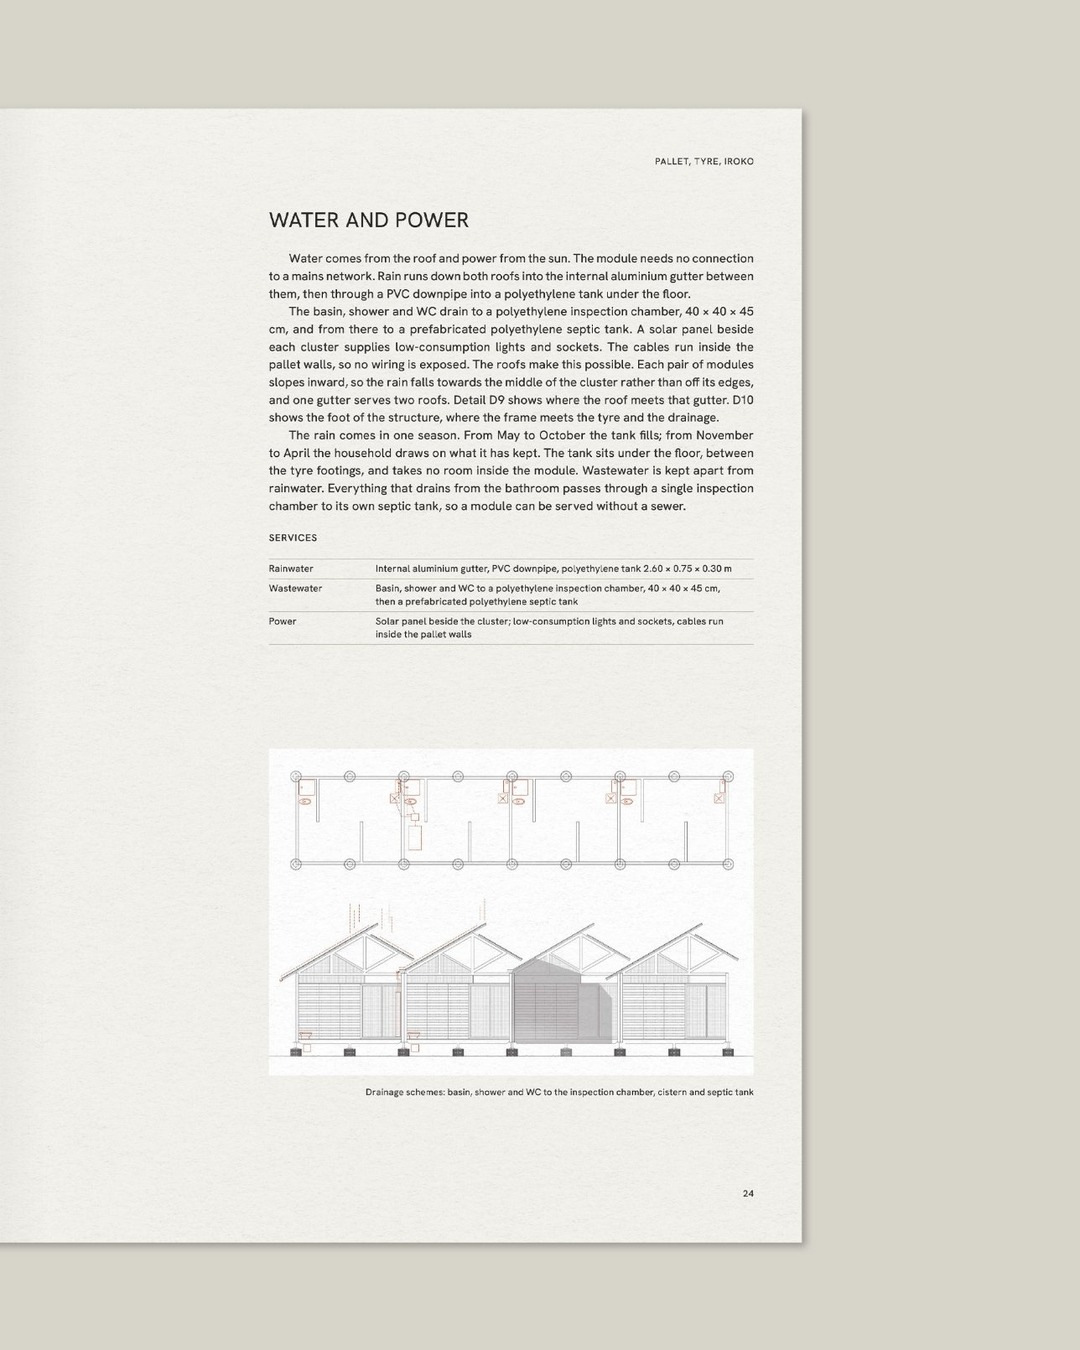 PALLET, TYRE, IROKO
WATER AND POWER
Water comes from the roof and power from the sun. The module needs no connection
to a mains network. Rain runs down both roofs into the internal aluminium gutter between
them, then through a PVC downpipe into a polyethylene tank under the floor.
The basin, shower and WC drain to a polyethylene inspection chamber, 40 × 40 × 45
cm, and from there to a prefabricated polyethylene septic tank. A solar panel beside
each cluster supplies low-consumption lights and sockets. The cables run inside the
pallet walls, so no wiring is exposed. The roofs make this possible. Each pair of modules
slopes inward, so the rain falls towards the middle of the cluster rather than off its edges,
and one gutter serves two roofs. Detail D9 shows where the roof meets that gutter. D10
shows the foot of the structure, where the frame meets the tyre and the drainage.
The rain comes in one season. From May to October the tank fills; from November
to April the household draws on what it has kept. The tank sits under the floor, between
the tyre footings, and takes no room inside the module. Wastewater is kept apart from
rainwater. Everything that drains from the bathroom passes through a single inspection
chamber to its own septic tank, so a module can be served without a sewer.
SERVICES
Rainwater Internal aluminium gutter, PVC downpipe, polyethylene tank 2.60 × 0.75 × 0.30 m
Wastewater Basin, shower and WC to a polyethylene inspection chamber, 40 × 40 × 45 cm,
then a prefabricated polyethylene septic tank
Power Solar panel beside the cluster; low-consumption lights and sockets, cables run
inside the pallet walls
Drainage schemes: basin, shower and WC to the inspection chamber, cistern and septic tank
24